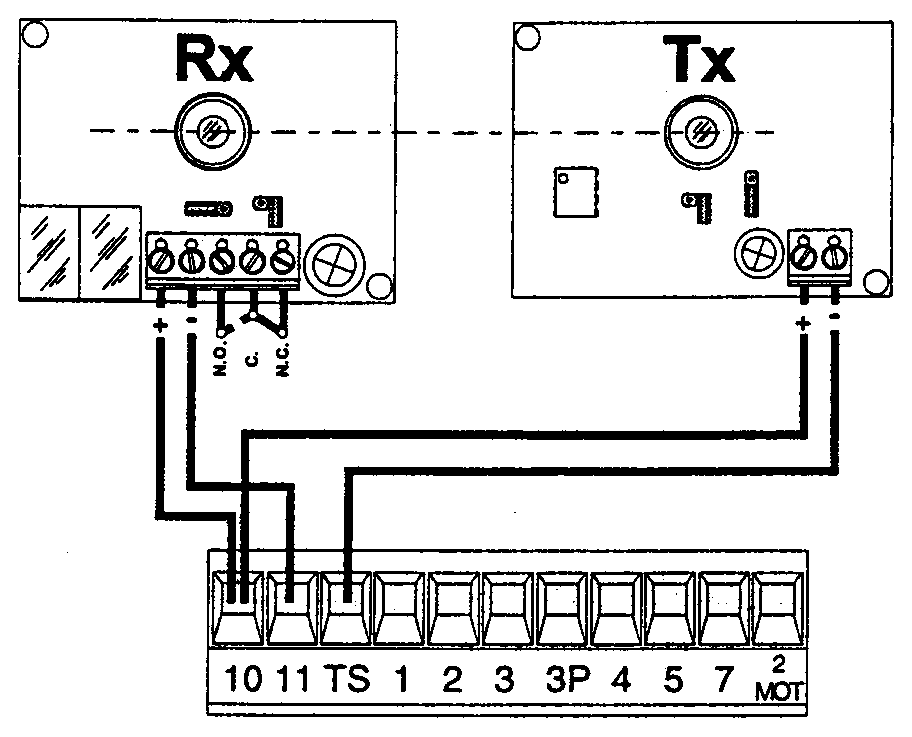 Rx Tx
+ - N.O. C. N.C. + -
10 11 TS 1 2 3 3P 4 5 7 2
MOT